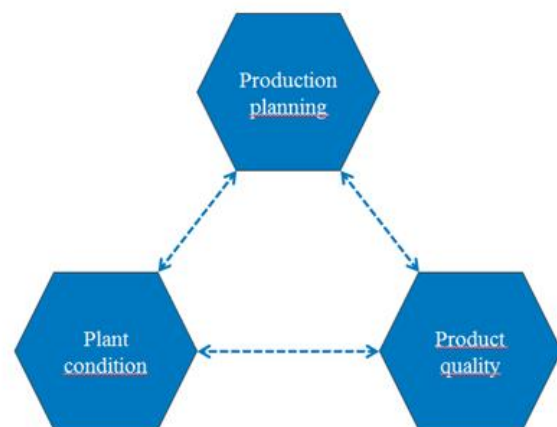 Production
planning
Plant
condition
Product
quality